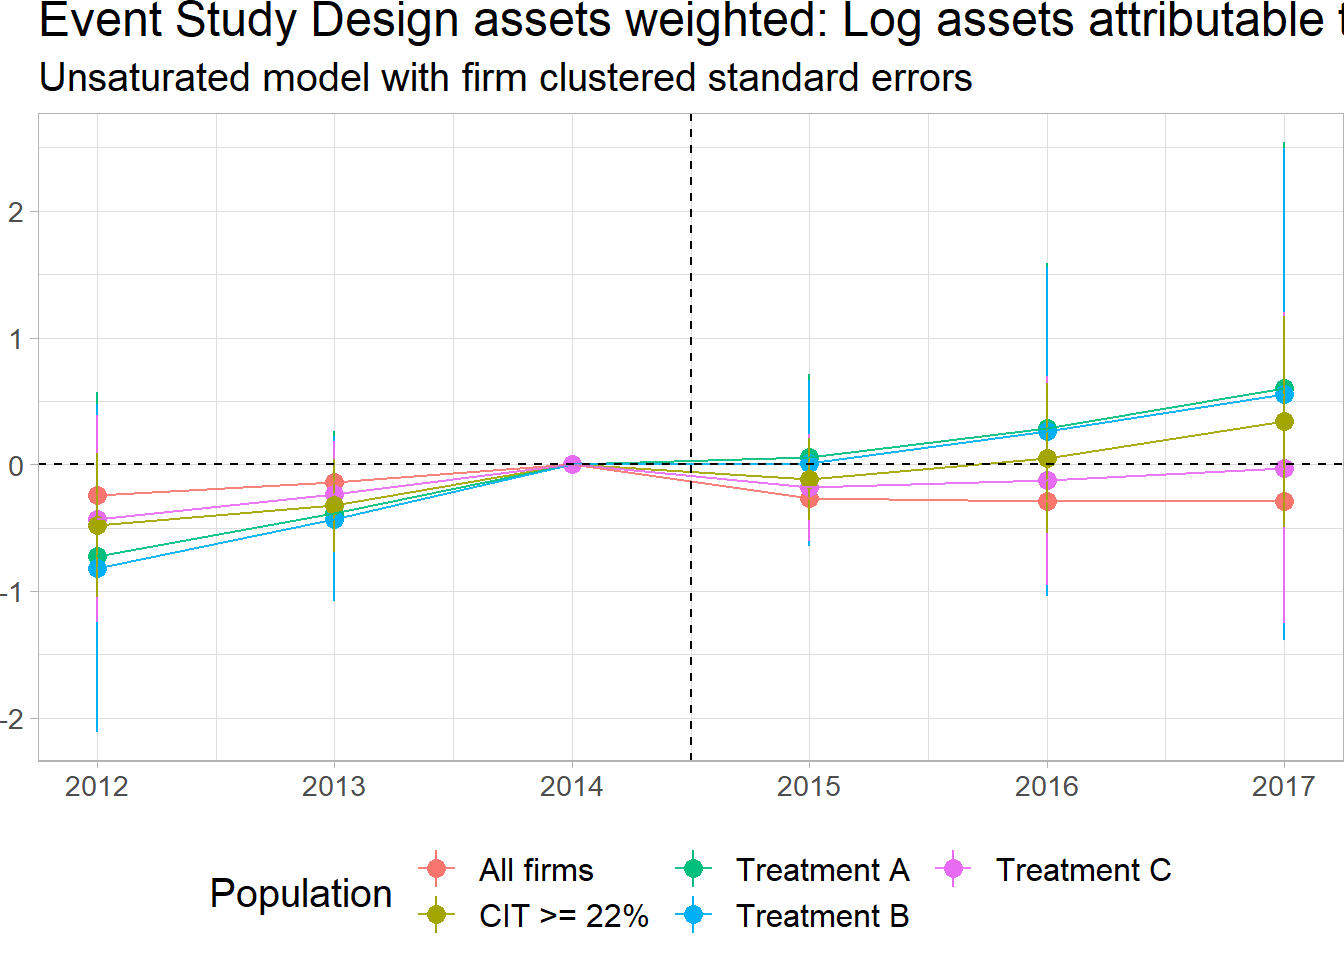 Event Study Design assets weighted: Log assets attributable
Unsaturated model with firm clustered standard errors
2
1
0
-1
-2
2012 2013 2014 2015 2016 2017
Population
All firms Treatment A Treatment C
CIT >= 22% Treatment B